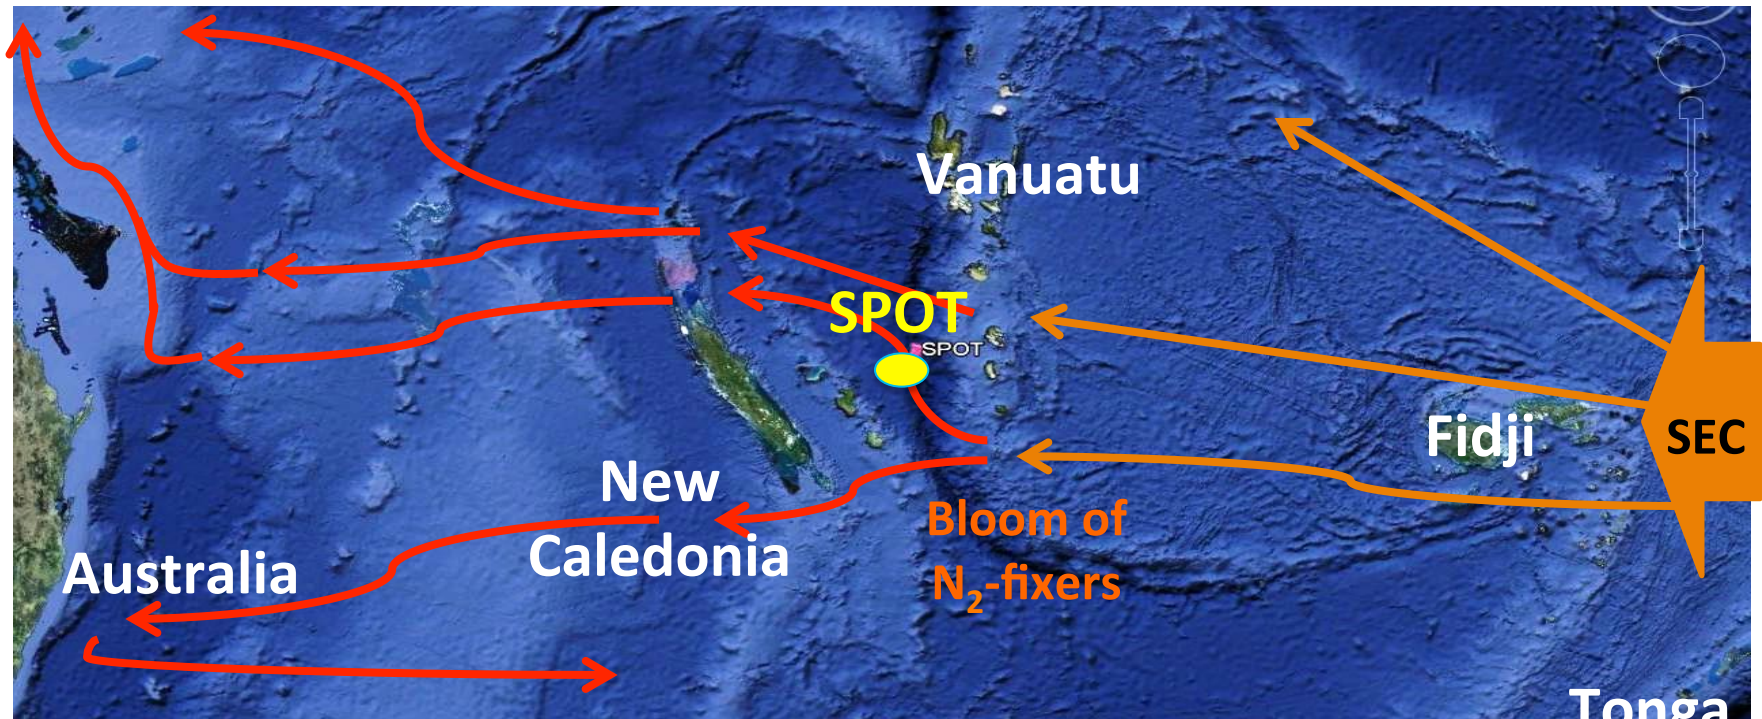 Vanuatu
SPOT
SPOT
Fidji
SEC
New
Caledonia
Bloom of
N₂-fixers
Australia
Tonga